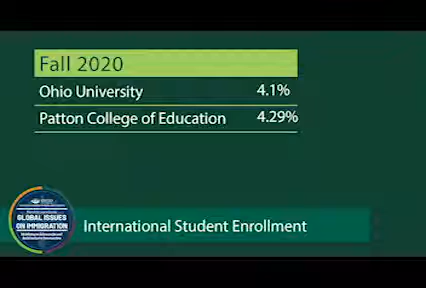 Fall 2020
Ohio University 4.1%
Patton College of Education 4.29%
GLOBAL ISSUES
ON IMMIGRATION
International Student Enrollment